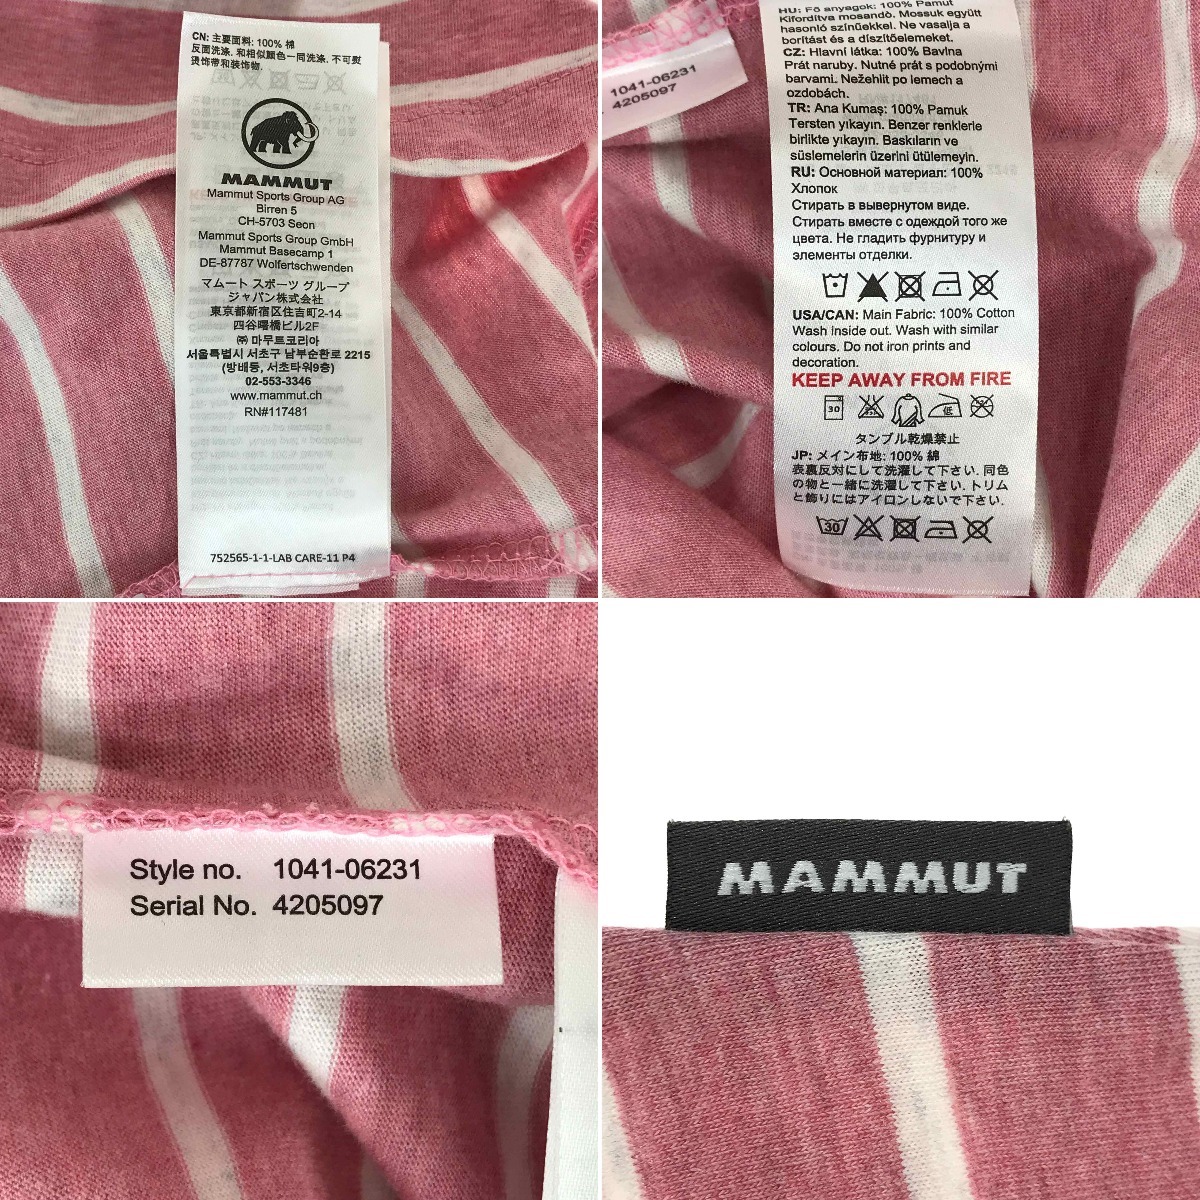 CN: 主要面料: 100% 棉
反面洗涤. 和相似颜色一同洗涤. 不可熨
烫饰带和装饰物.
MAMMUT
Mammut Sports Group AG
Birren 5
CH-5703 Seon
Mammut Sports Group GmbH
Mammut Basecamp 1
DE-87787 Wolfertschwenden
マムート スポーツ グループ
ジャパン株式会社
東京都新宿区住吉町2-14
四谷曙橋ビル2F
㈜ 마무트코리아
서울특별시 서초구 남부순환로 2215
(방배동, 서초타워9층)
02-553-3346
www.mammut.ch
RN#117481
752565-1-1-LAB CARE-11 P4
1041-06231
4205097
HU: Fő anyagok: 100% Pamut
Kifordítva mosandó. Mossuk együtt
hasonló színűekkel. Ne vasalja a
borítást és a díszítőelemeket.
CZ: Hlavní látka: 100% Bavlna
Prát naruby. Nutné prát s podobnými
barvami. Nežehlit po lemech a
ozdobách.
TR: Ana Kumaş: 100% Pamuk
Tersten yıkayın. Benzer renklerle
birlikte yıkayın. Baskıların ve
süslemelerin üzerini ütülemeyin.
RU: Основной материал: 100%
Хлопок
Стирать в вывернутом виде.
Стирать вместе с одеждой того же
цвета. Не гладить фурнитуру и
элементы отделки.
USA/CAN: Main Fabric: 100% Cotton
Wash inside out. Wash with similar
colours. Do not iron prints and
decoration.
KEEP AWAY FROM FIRE
30 低
タンブル乾燥禁止
JP: メイン布地: 100% 綿
表裏反対にして洗濯して下さい. 同色
の物と一緒に洗濯して下さい. トリム
と飾りにはアイロンしないで下さい.
30
Style no. 1041-06231
Serial No. 4205097
MAMMUT